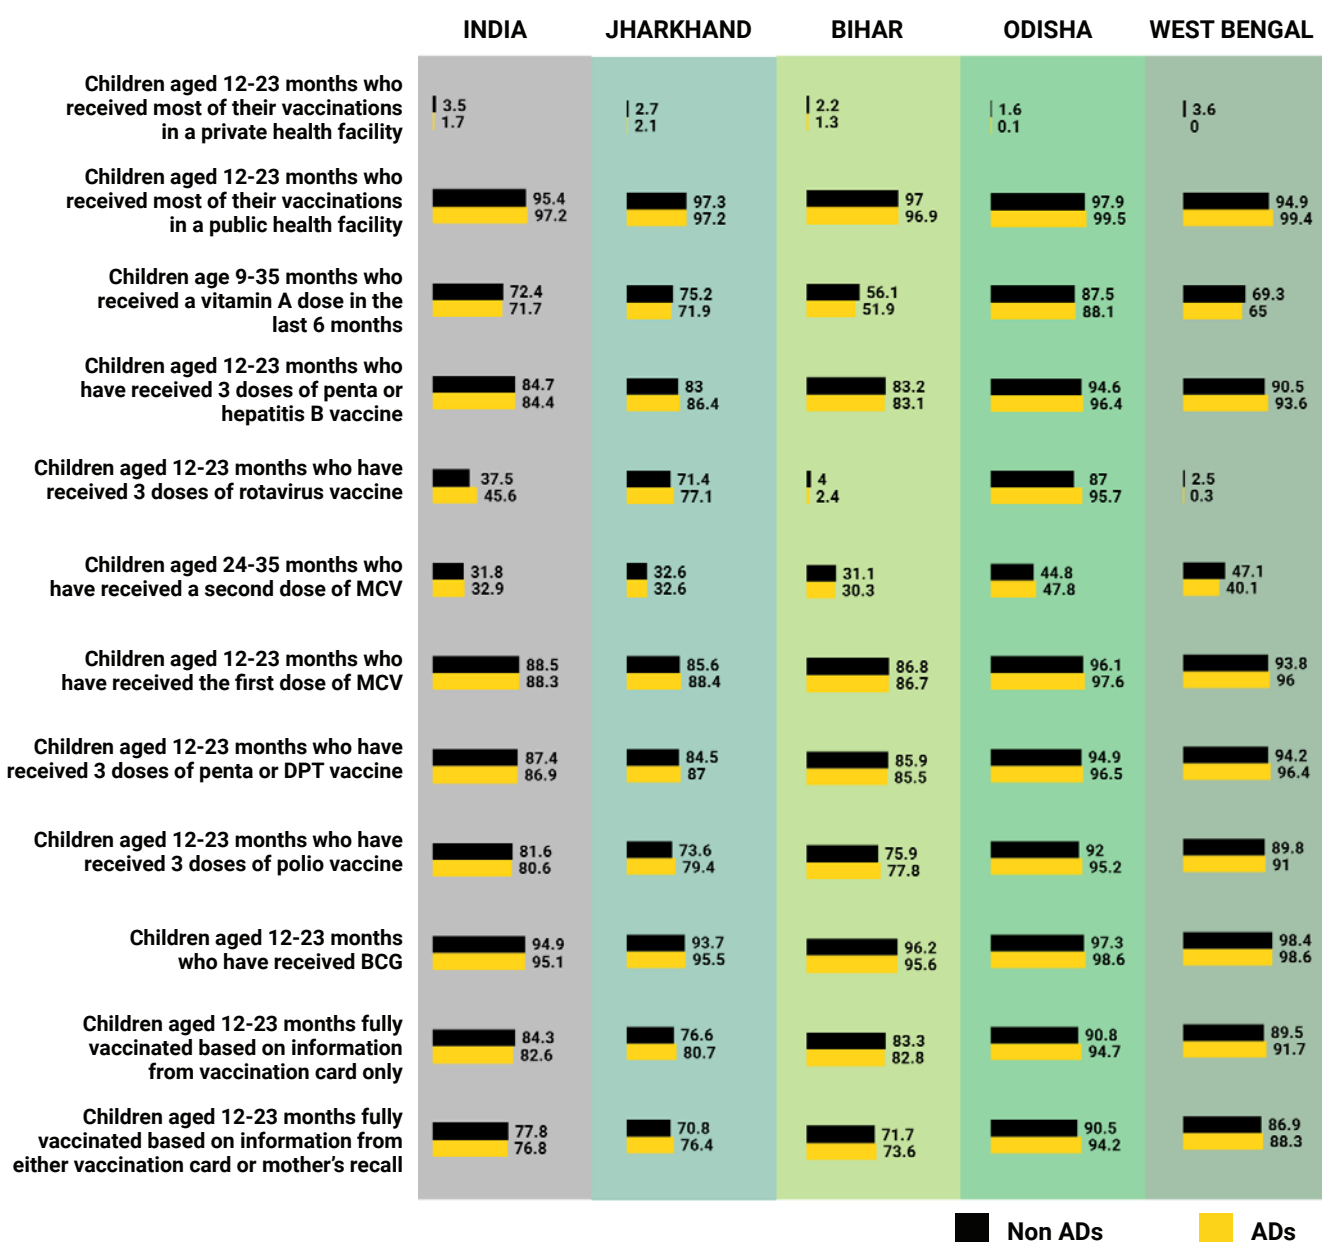 INDIA JHARKHAND BIHAR ODISHA WEST BENGAL
Children aged 12-23 months who
received most of their vaccinations
in a private health facility
3.5 2.7 2.2 1.6 3.6
1.7 2.1 1.3 0.1 0
Children aged 12-23 months who
received most of their vaccinations
in a public health facility
95.4 97.3 97 97.9 94.9
97.2 97.2 96.9 99.5 99.4
Children age 9-35 months who
received a vitamin A dose in the
last 6 months
72.4 75.2 56.1 87.5 69.3
71.7 71.9 51.9 88.1 65
Children aged 12-23 months who
have received 3 doses of penta or
hepatitis B vaccine
84.7 83 83.2 94.6 90.5
84.4 86.4 83.1 96.4 93.6
Children aged 12-23 months who have
received 3 doses of rotavirus vaccine
37.5 71.4 4 87 2.5
45.6 77.1 2.4 95.7 0.3
Children aged 24-35 months who
have received a second dose of MCV
31.8 32.6 31.1 44.8 47.1
32.9 32.6 30.3 47.8 40.1
Children aged 12-23 months who
have received the first dose of MCV
88.5 85.6 86.8 96.1 93.8
88.3 88.4 86.7 97.6 96
Children aged 12-23 months who have
received 3 doses of penta or DPT vaccine
87.4 84.5 85.9 94.9 94.2
86.9 87 85.5 96.5 96.4
Children aged 12-23 months who have
received 3 doses of polio vaccine
81.6 73.6 75.9 92 89.8
80.6 79.4 77.8 95.2 91
Children aged 12-23 months
who have received BCG
94.9 93.7 96.2 97.3 98.4
95.1 95.5 95.6 98.6 98.6
Children aged 12-23 months fully
vaccinated based on information
from vaccination card only
84.3 76.6 83.3 90.8 89.5
82.6 80.7 82.8 94.7 91.7
Children aged 12-23 months fully
vaccinated based on information from
either vaccination card or mother's recall
77.8 70.8 71.7 90.5 86.9
76.8 76.4 73.6 94.2 88.3
Non ADs ADs